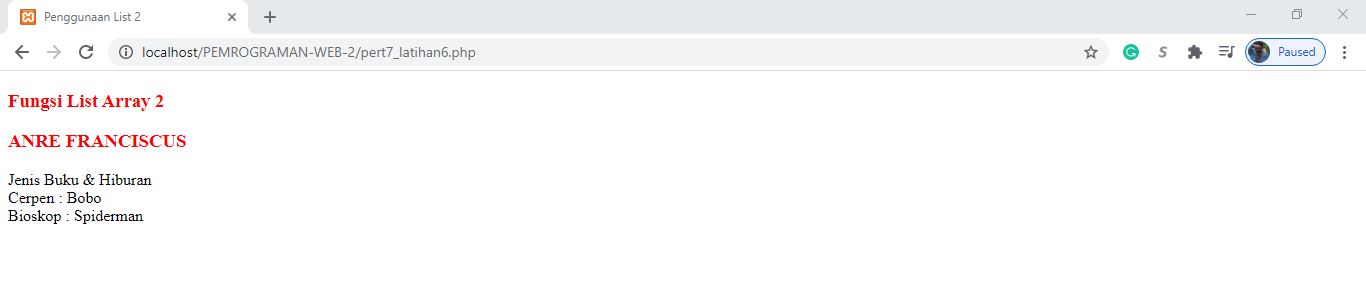 Penggunaan List 2
localhost/PEMROGRAMAN-WEB-2/pert7_latihan6.php
Paused
Fungsi List Array 2
ANRE FRANCISCUS
Jenis Buku & Hiburan
Cerpen : Bobo
Bioskop : Spiderman